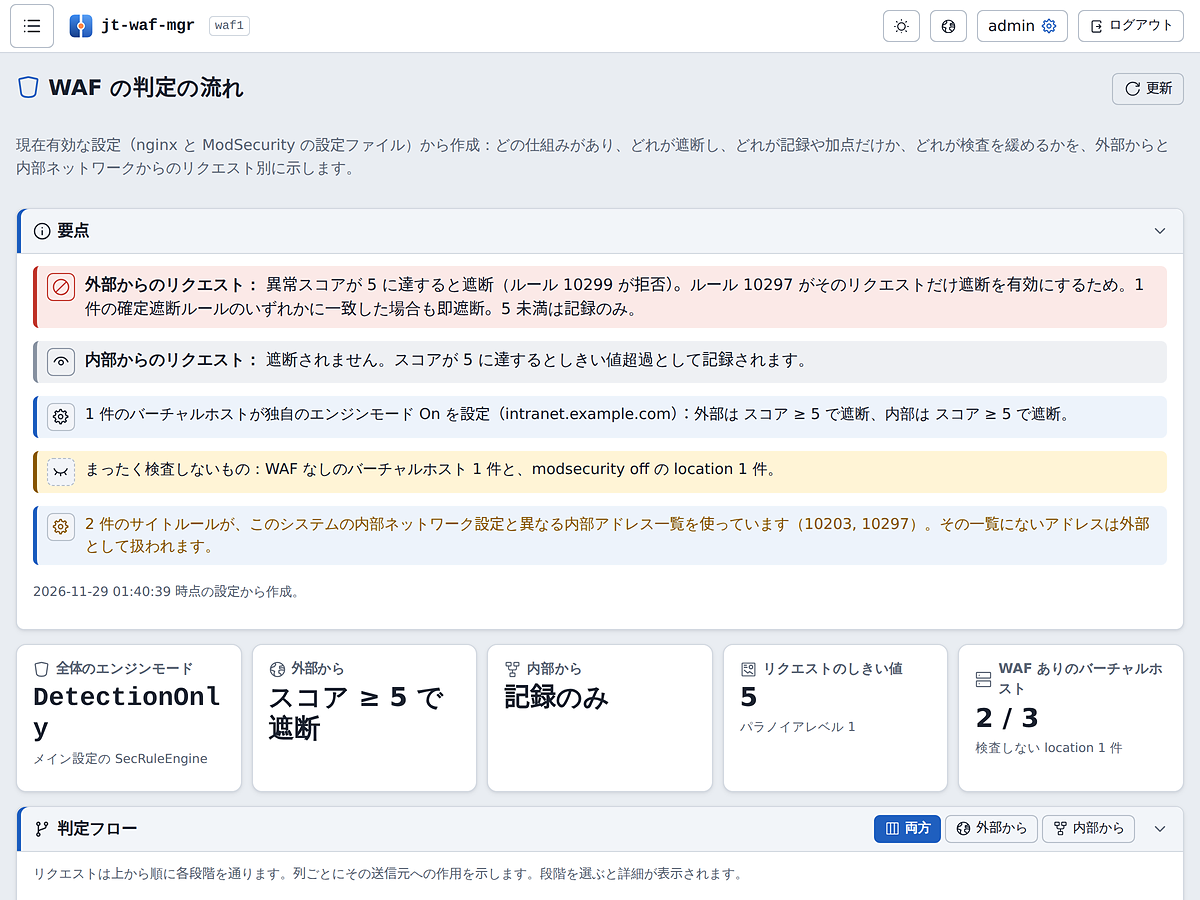 jt-waf-mgr waf1 admin ログアウト
WAF の判定の流れ 更新
現在有効な設定（nginx と ModSecurity の設定ファイル）から作成：どの仕組みがあり、どれが遮断し、どれが記録や加点だけか、どれが検査を緩めるかを、外部からと
内部ネットワークからのリクエスト別に示します。
要点
外部からのリクエスト： 異常スコアが 5 に達すると遮断（ルール 10299 が拒否）。ルール 10297 がそのリクエストだけ遮断を有効にするため。1
件の確定遮断ルールのいずれかに一致した場合も即遮断。5 未満は記録のみ。
内部からのリクエスト： 遮断されません。スコアが 5 に達するとしきい値超過として記録されます。
1 件のバーチャルホストが独自のエンジンモード On を設定（intranet.example.com）：外部は スコア ≥ 5 で遮断、内部は スコア ≥ 5 で遮断。
まったく検査しないもの：WAF なしのバーチャルホスト 1 件と、modsecurity off の location 1 件。
2 件のサイトルールが、このシステムの内部ネットワーク設定と異なる内部アドレス一覧を使っています（10203, 10297）。その一覧にないアドレスは外部
として扱われます。
2026-11-29 01:40:39 時点の設定から作成。
全体のエンジンモード
DetectionOnl
y
メイン設定の SecRuleEngine
外部から
スコア ≥ 5 で
遮断
内部から
記録のみ
リクエストのしきい値
5
パラノイアレベル 1
WAF ありのバーチャルホ
スト
2 / 3
検査しない location 1 件
判定フロー 両方 外部から 内部から
リクエストは上から順に各段階を通ります。列ごとにその送信元への作用を示します。段階を選ぶと詳細が表示されます。